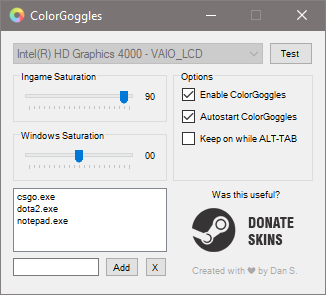 ColorGoggles
Intel(R) HD Graphics 4000 - VAIO_LCD
Test
Ingame Saturation
90
Windows Saturation
00
Options
Enable ColorGoggles
Autostart ColorGoggles
Keep on while ALT-TAB
csgo.exe
dota2.exe
notepad.exe
Add
X
Was this useful?
DONATE
SKINS
Created with ❤ by Dan S.